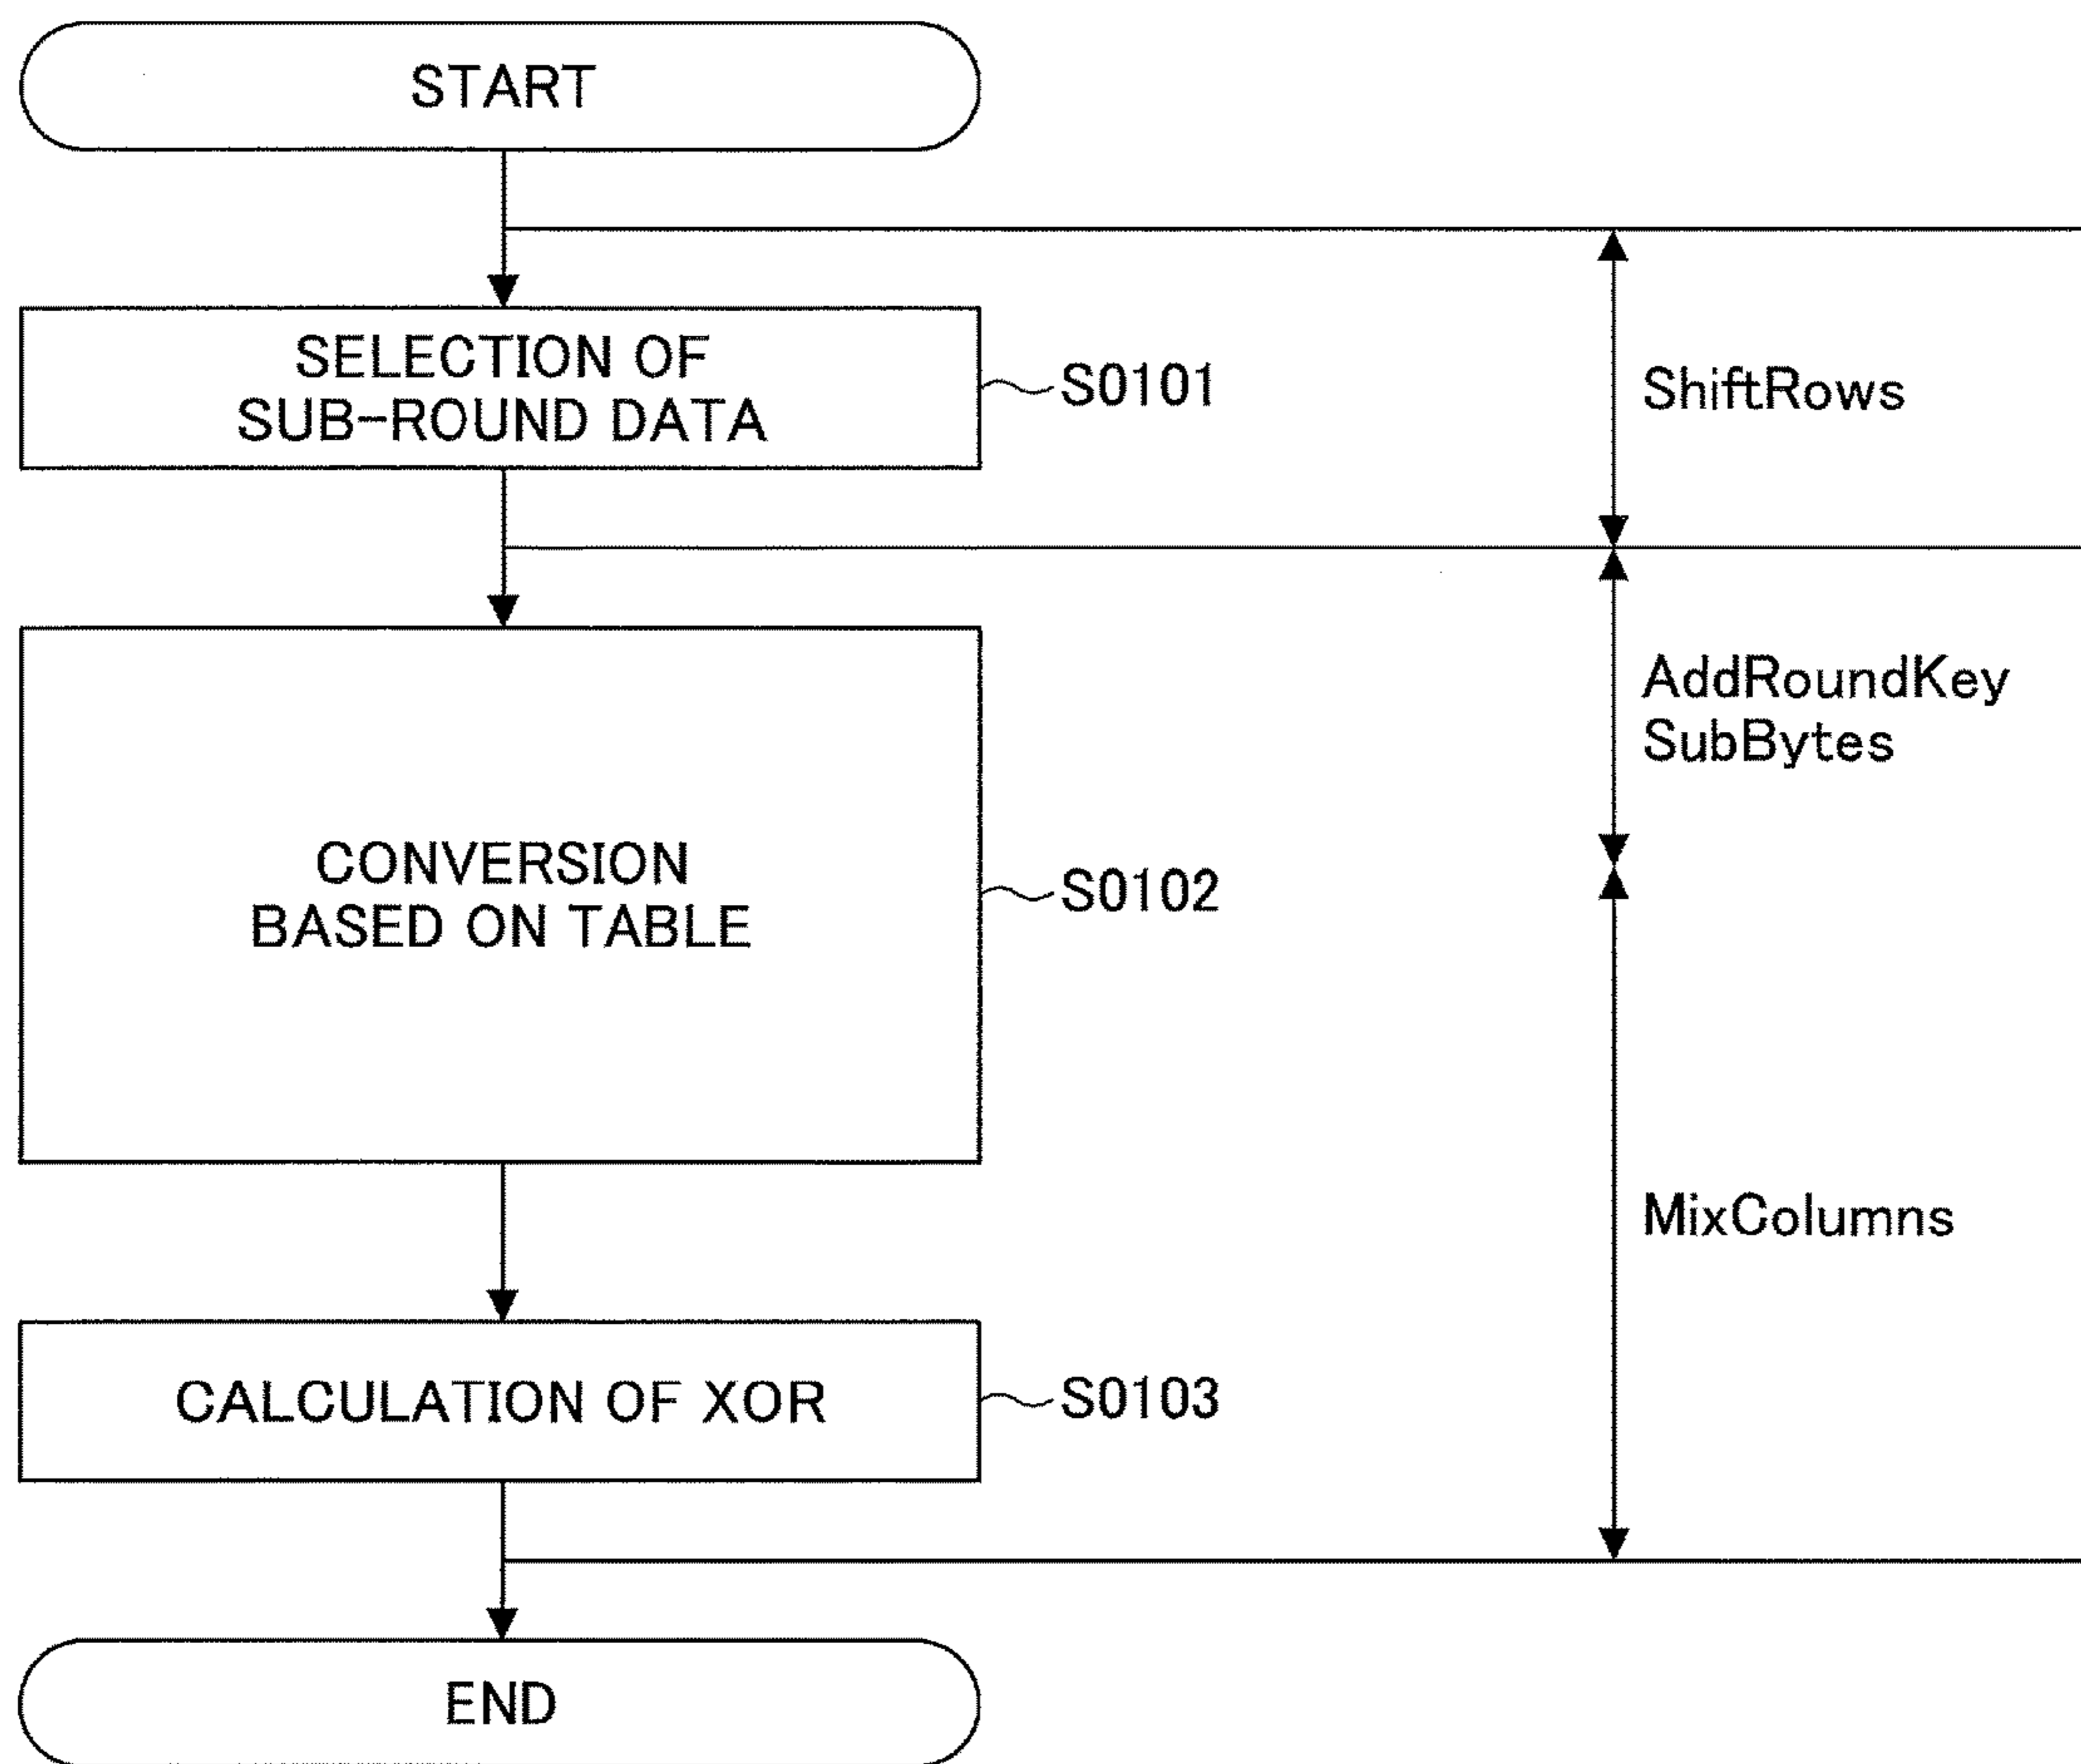 START
SELECTION OF
SUB-ROUND DATA
S0101
ShiftRows
AddRoundKey
SubBytes
CONVERSION
BASED ON TABLE
S0102
MixColumns
CALCULATION OF XOR
S0103
END